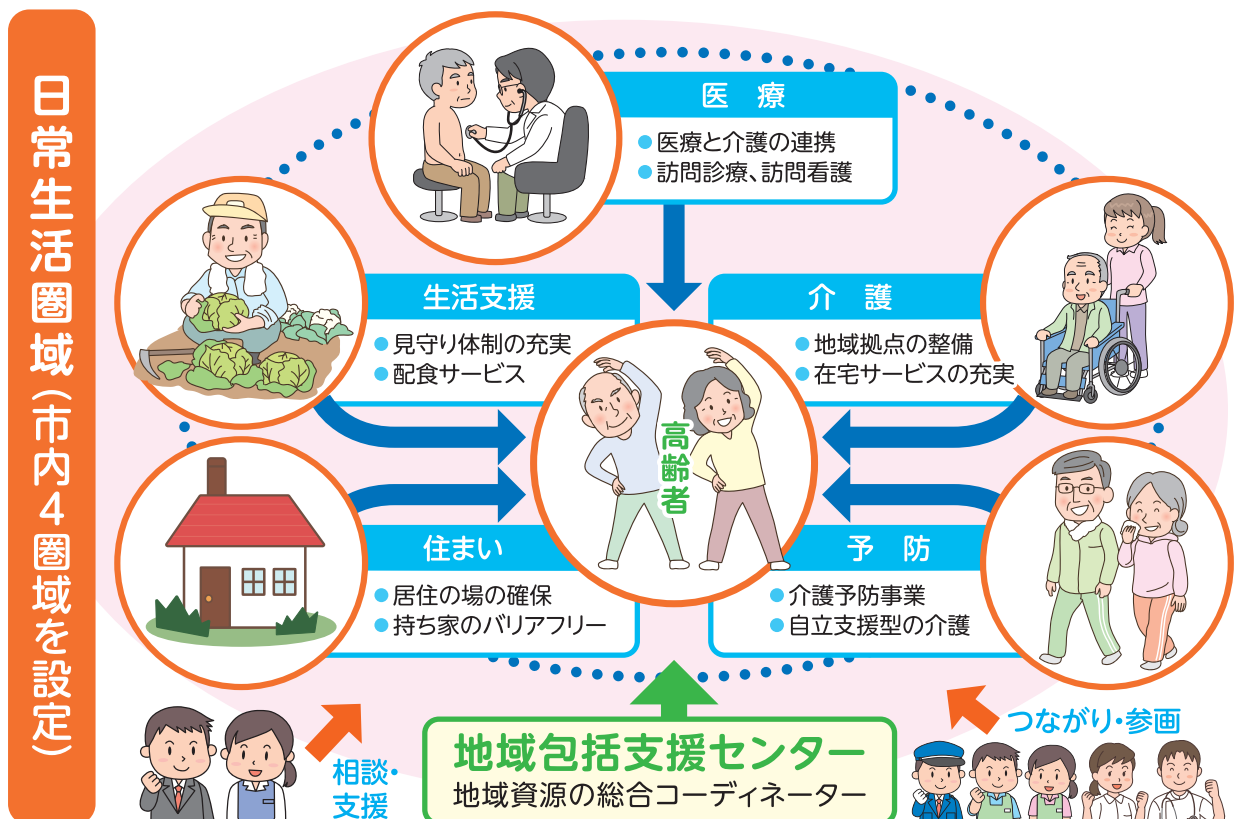 日常生活圏域（市内4圏域を設定）
医　療
● 医療と介護の連携
● 訪問診療、訪問看護
生活支援
● 見守り体制の充実
● 配食サービス
介　護
● 地域拠点の整備
● 在宅サービスの充実
高齢者
住まい
● 居住の場の確保
● 持ち家のバリアフリー
予　防
● 介護予防事業
● 自立支援型の介護
相談・
支援
地域包括支援センター
地域資源の総合コーディネーター
つながり・参画